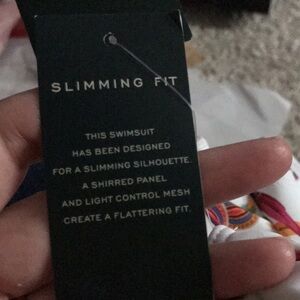 SLIMMING FIT
THIS SWIMSUIT
HAS BEEN DESIGNED
FOR A SLIMMING SILHOUETTE.
A SHIRRED PANEL
AND LIGHT CONTROL MESH
CREATE A FLATTERING FIT.